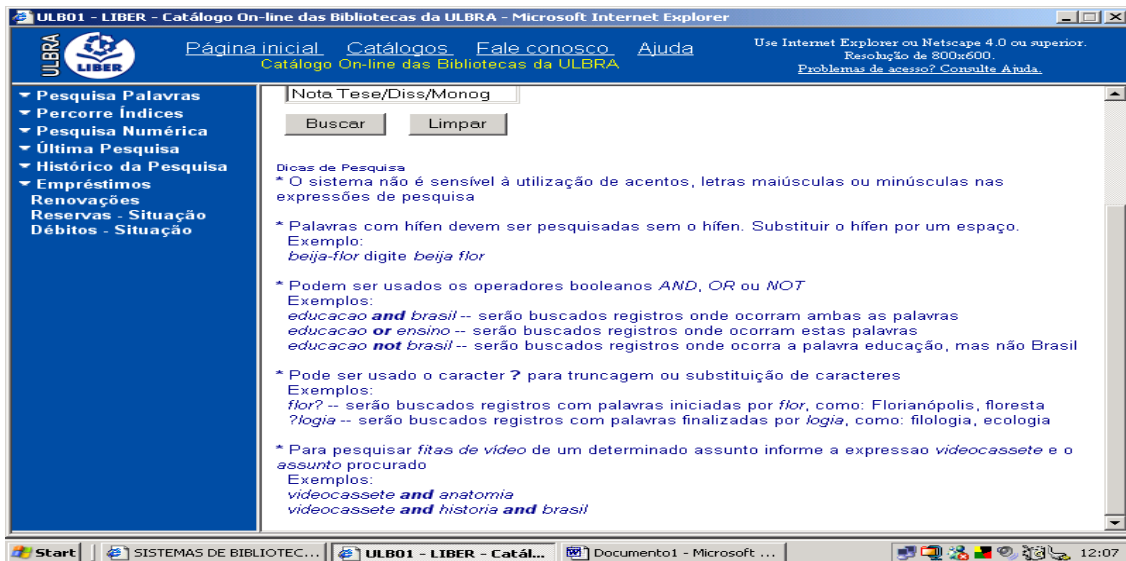 ULB01 - LIBER - Catálogo On-line das Bibliotecas da ULBRA - Microsoft Internet Explorer
ULBRA
LIBER
Página inicial Catálogos Fale conosco Ajuda
Catálogo On-line das Bibliotecas da ULBRA
Use Internet Explorer ou Netscape 4.0 ou superior.
Resolução de 800x600.
Problemas de acesso? Consulte Ajuda.
Pesquisa Palavras
Percorre Índices
Pesquisa Numérica
Última Pesquisa
Histórico da Pesquisa
Empréstimos
Renovações
Reservas - Situação
Débitos - Situação
Nota Tese/Diss/Monog
Buscar Limpar
Dicas de Pesquisa
* O sistema não é sensível à utilização de acentos, letras maiúsculas ou minúsculas nas
expressões de pesquisa
* Palavras com hífen devem ser pesquisadas sem o hífen. Substituir o hífen por um espaço.
Exemplo:
beija-flor digite beija flor
* Podem ser usados os operadores booleanos AND, OR ou NOT
Exemplos:
educacao and brasil -- serão buscados registros onde ocorram ambas as palavras
educacao or ensino -- serão buscados registros onde ocorram estas palavras
educacao not brasil -- serão buscados registros onde ocorra a palavra educação, mas não Brasil
* Pode ser usado o caracter ? para truncagem ou substituição de caracteres
Exemplos:
flor? -- serão buscados registros com palavras iniciadas por flor, como: Florianópolis, floresta
?logia -- serão buscados registros com palavras finalizadas por logia, como: filologia, ecologia
* Para pesquisar fitas de vídeo de um determinado assunto informe a expressao videocassete e o
assunto procurado
Exemplos:
videocassete and anatomia
videocassete and historia and brasil
Start SISTEMAS DE BIBLIOTEC... ULB01 - LIBER - Catál... Documento1 - Microsoft ... 12:07